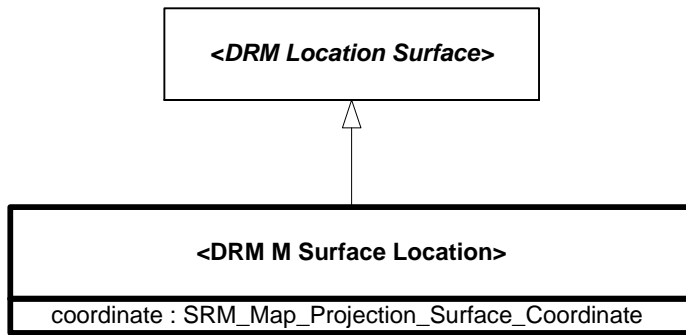 <DRM Location Surface>
<DRM M Surface Location>
coordinate : SRM_Map_Projection_Surface_Coordinate